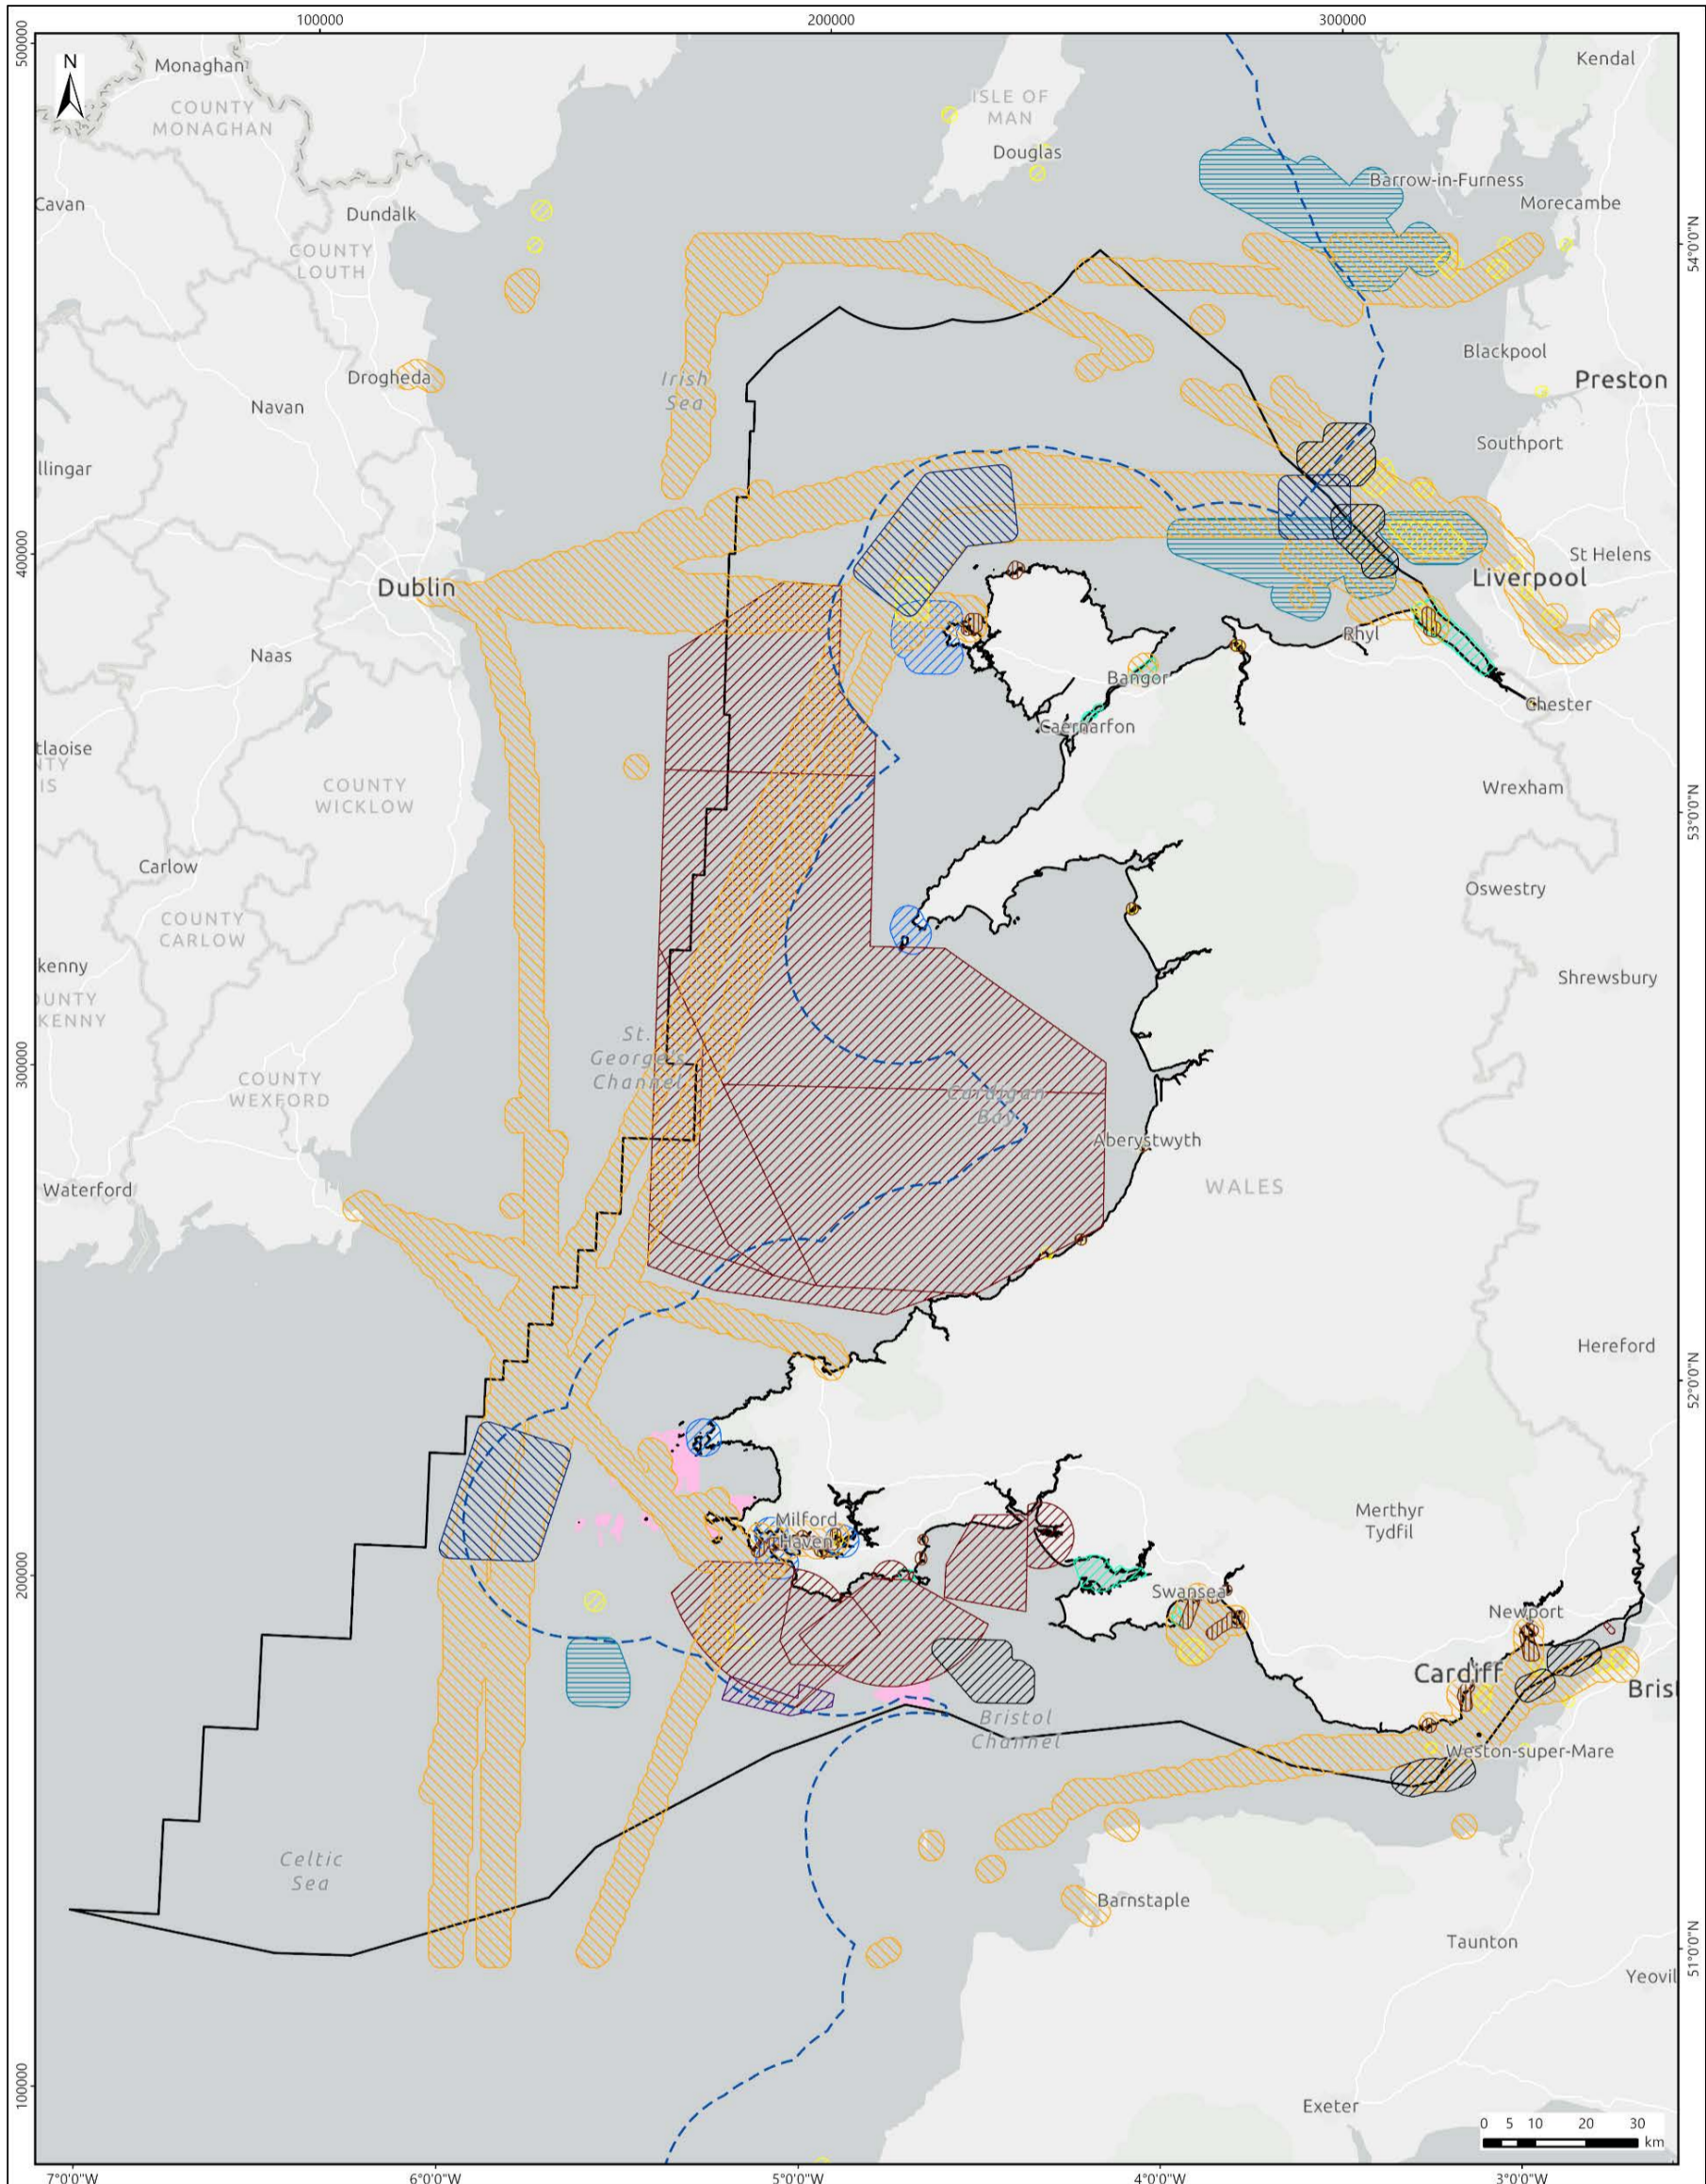 100000
200000
300000
500000
N
Monaghan
COUNTY
MONAGHAN
Kendal
ISLE OF
MAN
Douglas
Barrow-in-Furness
Morecambe
Cavan
Dundalk
COUNTY
LOUTH
54°0'0"N
Blackpool
Drogheda
Irish
Sea
Preston
Navan
Southport
llingar
400000
St Helens
Dublin
Liverpool
Rhyl
Naas
Bangor
Chester
Caernarfon
tlaoise
NTY
IS
COUNTY
WICKLOW
Wrexham
53°0'0"N
Carlow
Oswestry
COUNTY
CARLOW
kenny
Shrewsbury
UNTY
KENNY
St.
George's
Channel
300000
COUNTY
WEXFORD
Cardigan
Bay
Aberystwyth
Waterford
WALES
Hereford
52°0'0"N
Milford
Haven
Merthyr
Tydfil
200000
Swansea
Newport
Cardiff
Brist
Bristol
Channel
Weston-super-Mare
Celtic
Sea
Barnstaple
Taunton
51°0'0"N
Yeovil
100000
Exeter
0 5 10 20 30
km
7°0'0"W
6°0'0"W
5°0'0"W
4°0'0"W
3°0'0"W